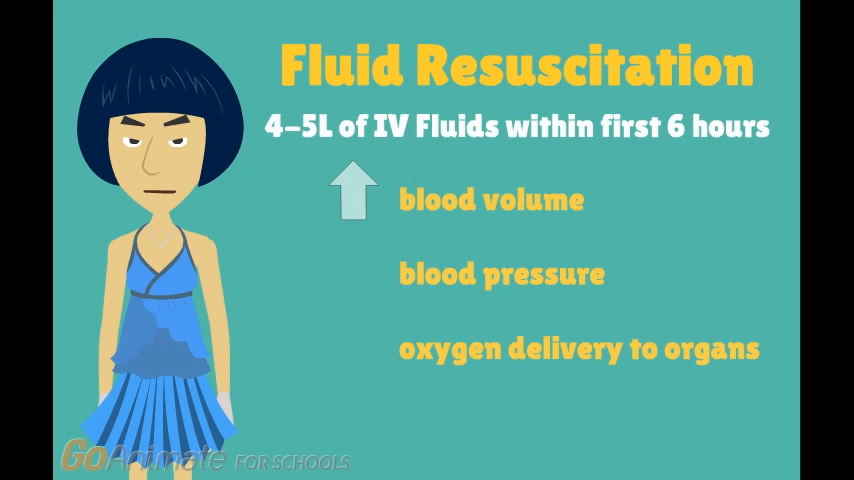 Fluid Resuscitation
4-5L of IV Fluids within first 6 hours
blood volume
blood pressure
oxygen delivery to organs
GoAnimate FOR SCHOOLS